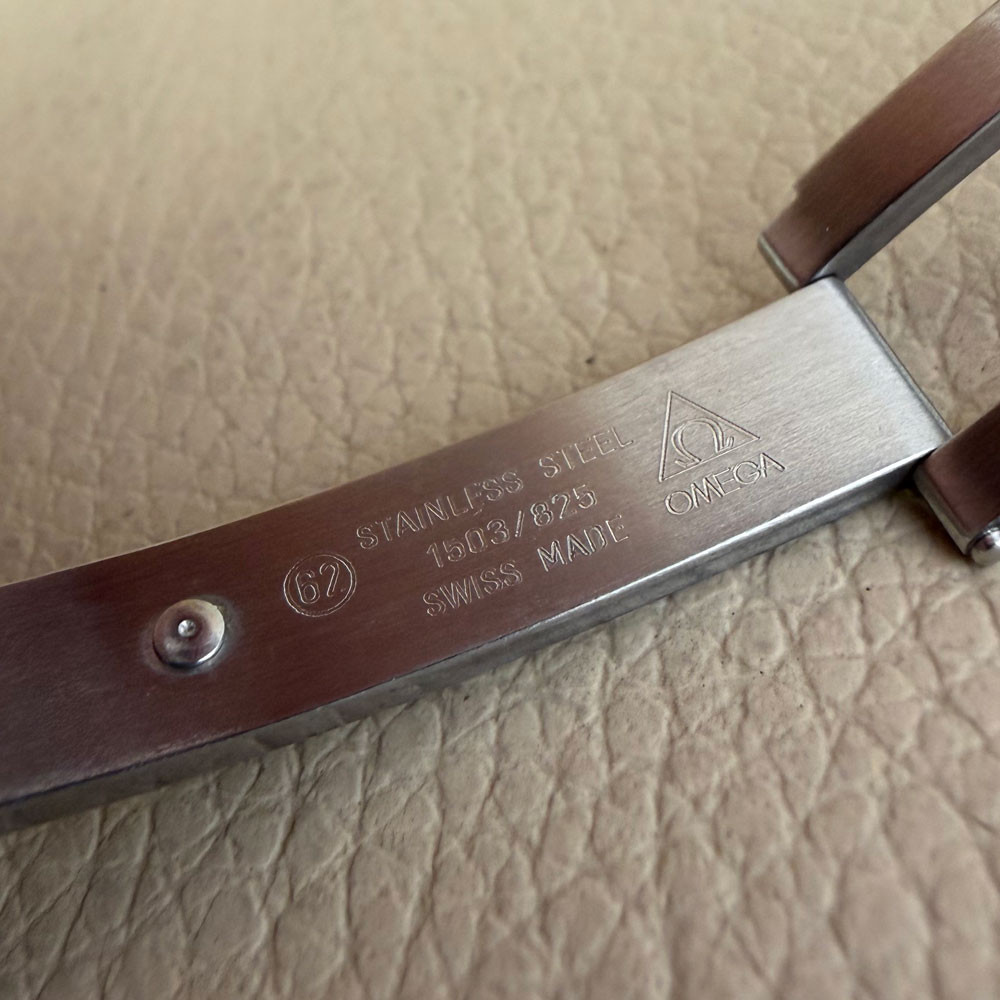 STAINLESS STEEL
1503/825
SWISS MADE
62
Ω
OMEGA